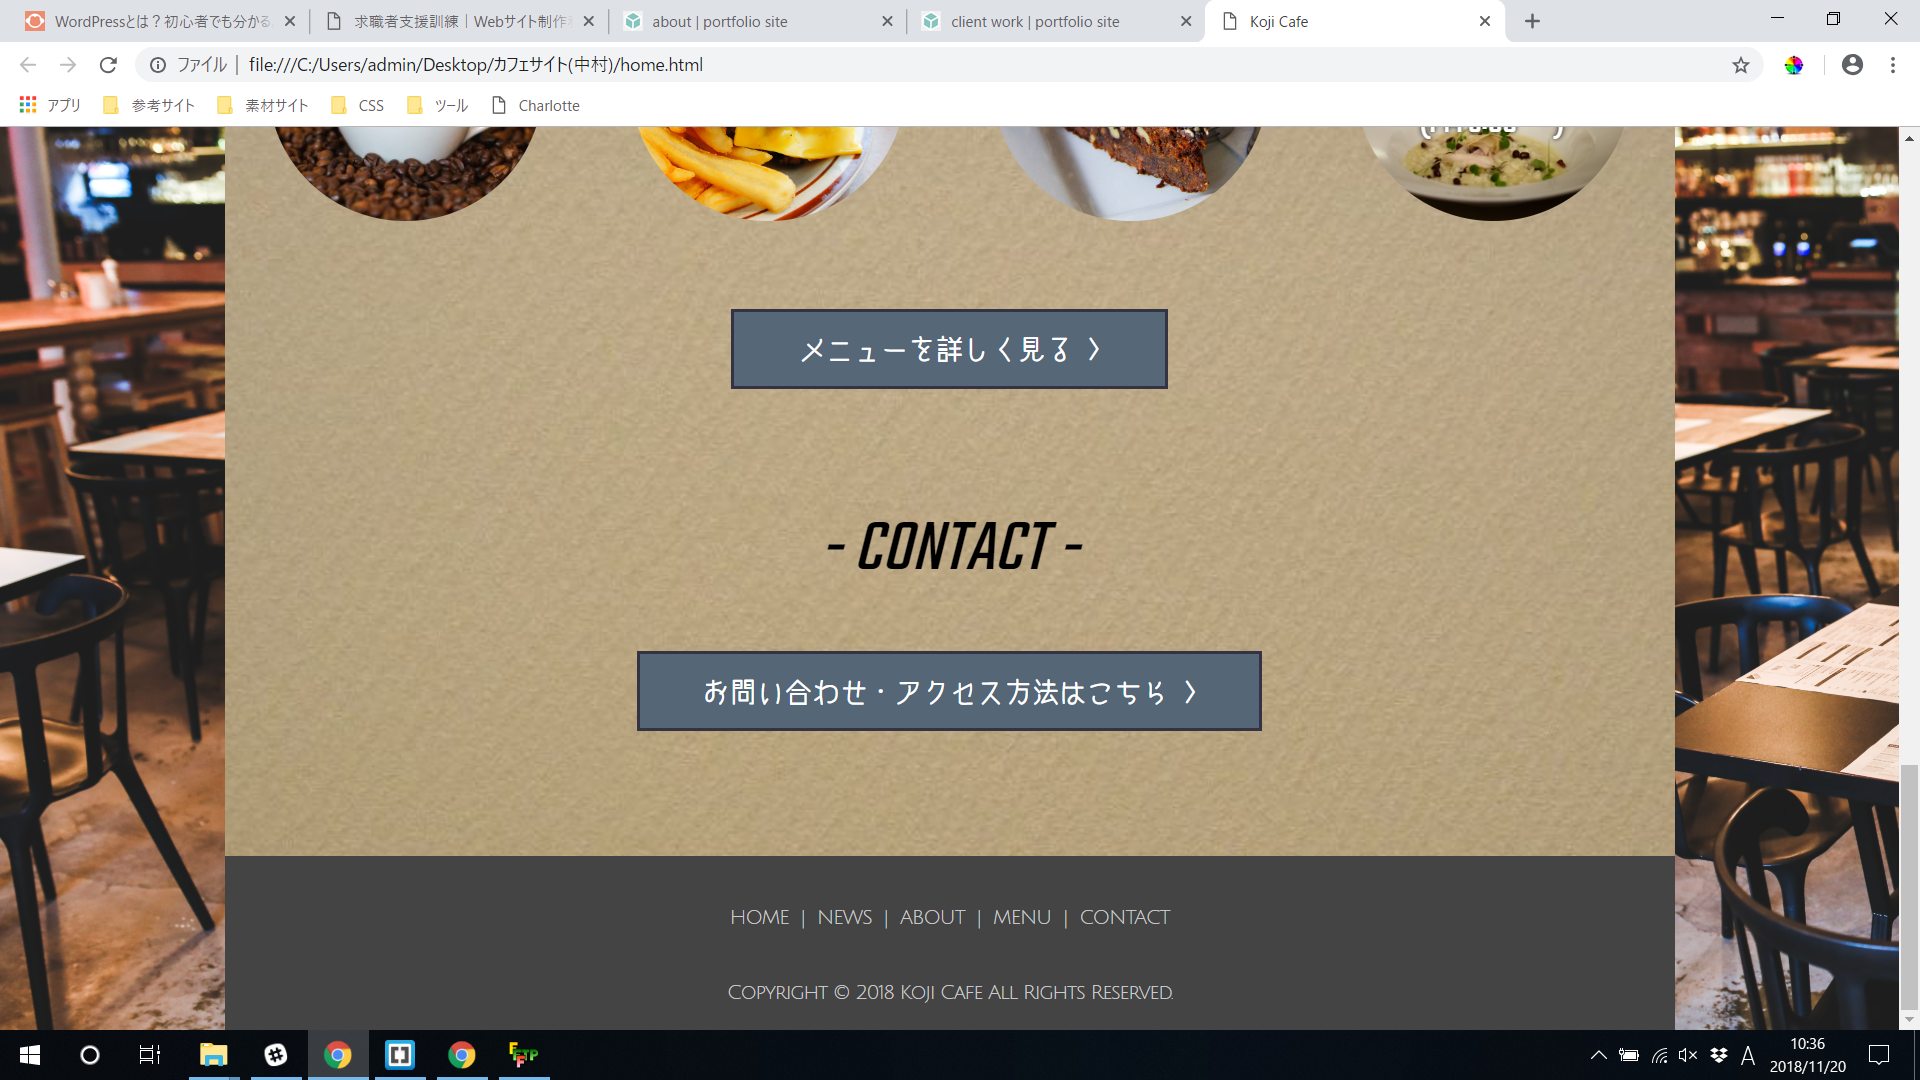 WordPressとは？初心者でも分かる
求職者支援訓練｜Webサイト制作
about | portfolio site
client work | portfolio site
Koji Cafe
ファイル | file:///C:/Users/admin/Desktop/カフェサイト(中村)/home.html
アプリ 参考サイト 素材サイト CSS ツール Charlotte
メニューを詳しく見る 〉
- CONTACT -
お問い合わせ・アクセス方法はこちら 〉
HOME | NEWS | ABOUT | MENU | CONTACT
Copyright © 2018 Koji Cafe All Rights Reserved.
FFFTP
A
10:36
2018/11/20